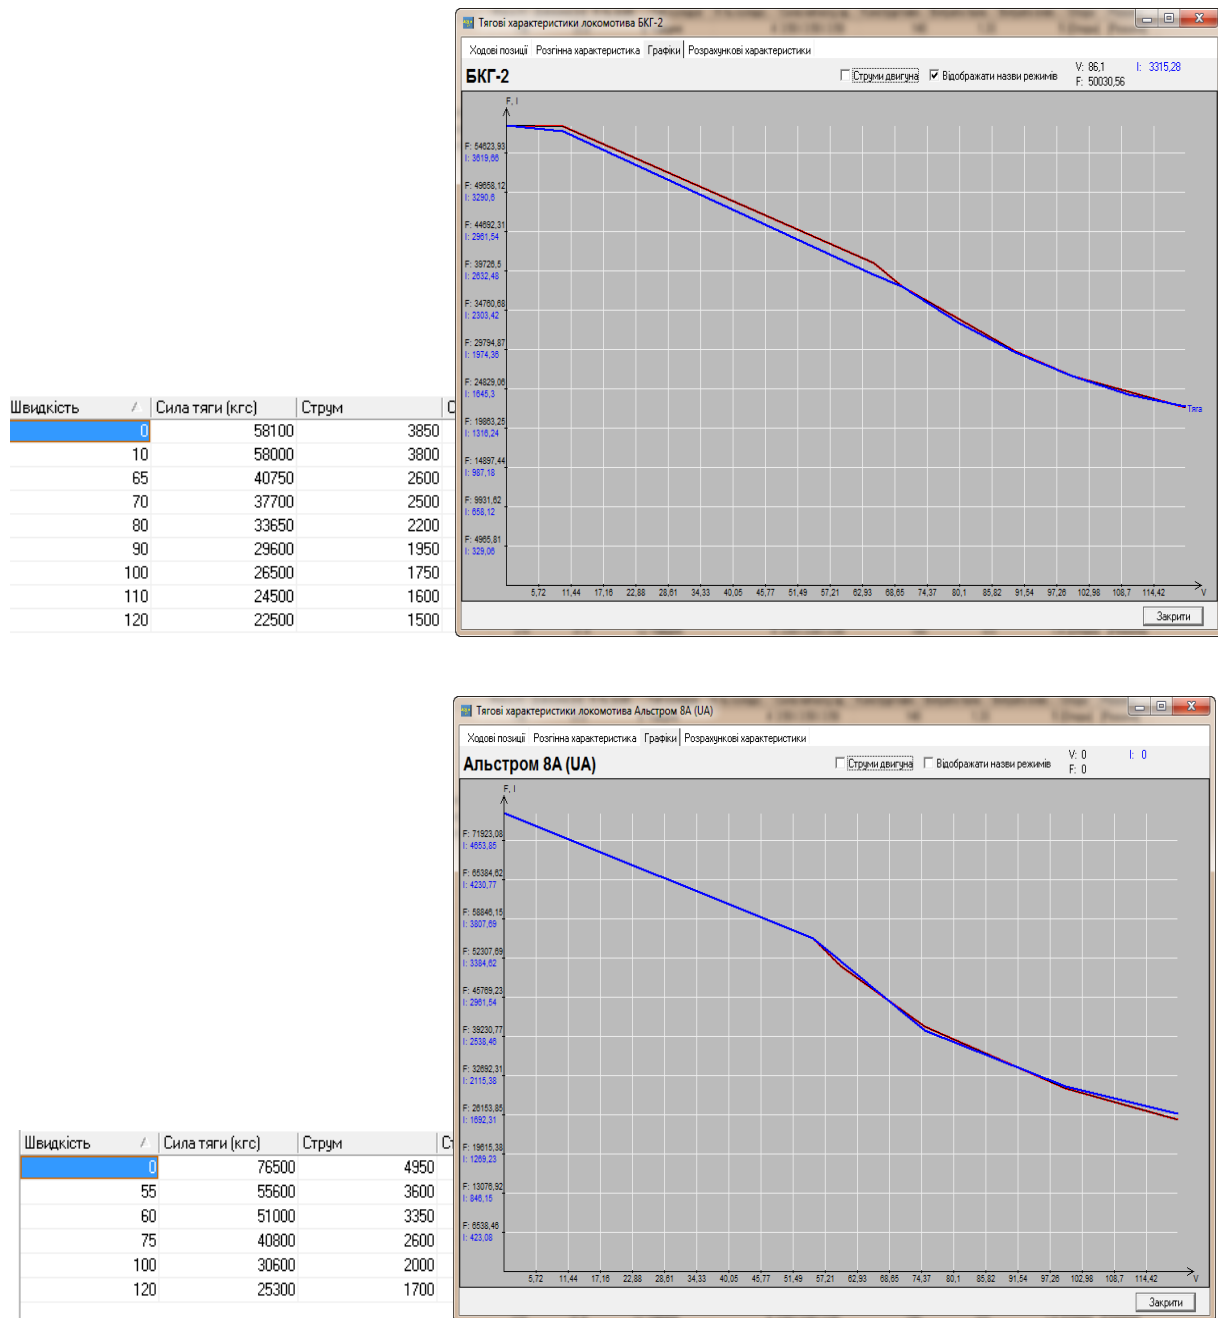 Тягові характеристики локомотива БКГ-2
Ходові позиції Розгінна характеристика Графіки Розрахункові характеристики
БКГ-2
Струми двигуна Відображати назви режимів
V: 86,1 I: 3315,28
F: 50030,56
F, I
F: 54623,93
I: 3619,66
F: 49658,12
I: 3290,6
F: 44692,31
I: 2961,54
F: 39726,5
I: 2632,48
F: 34760,68
I: 2303,42
F: 29794,87
I: 1974,36
F: 24829,06
I: 1645,3
F: 19863,25
I: 1316,24
F: 14897,44
I: 987,18
F: 9931,62
I: 658,12
F: 4965,81
I: 329,06
Тяга
5,72 11,44 17,16 22,88 28,61 34,33 40,05 45,77 51,49 57,21 62,93 68,65 74,37 80,1 85,82 91,54 97,26 102,98 108,7 114,42 V
Закрити
Швидкість Сила тяги (кгс) Струм С
0 58100 3850
10 58000 3800
65 40750 2600
70 37700 2500
80 33650 2200
90 29600 1950
100 26500 1750
110 24500 1600
120 22500 1500
Тягові характеристики локомотива Альстром 8А (UA)
Ходові позиції Розгінна характеристика Графіки Розрахункові характеристики
Альстром 8А (UA)
Струми двигуна Відображати назви режимів
V: 0 I: 0
F: 0
F, I
F: 71923,08
I: 4653,85
F: 65384,62
I: 4230,77
F: 58846,15
I: 3807,69
F: 52307,69
I: 3384,62
F: 45769,23
I: 2961,54
F: 39230,77
I: 2538,46
F: 32692,31
I: 2115,38
F: 26153,85
I: 1692,31
F: 19615,38
I: 1269,23
F: 13076,92
I: 846,15
F: 6538,46
I: 423,08
5,72 11,44 17,16 22,88 28,61 34,33 40,05 45,77 51,49 57,21 62,93 68,65 74,37 80,1 85,82 91,54 97,26 102,98 108,7 114,42 V
Закрити
Швидкість Сила тяги (кгс) Струм Ст
0 76500 4950
55 55600 3600
60 51000 3350
75 40800 2600
100 30600 2000
120 25300 1700